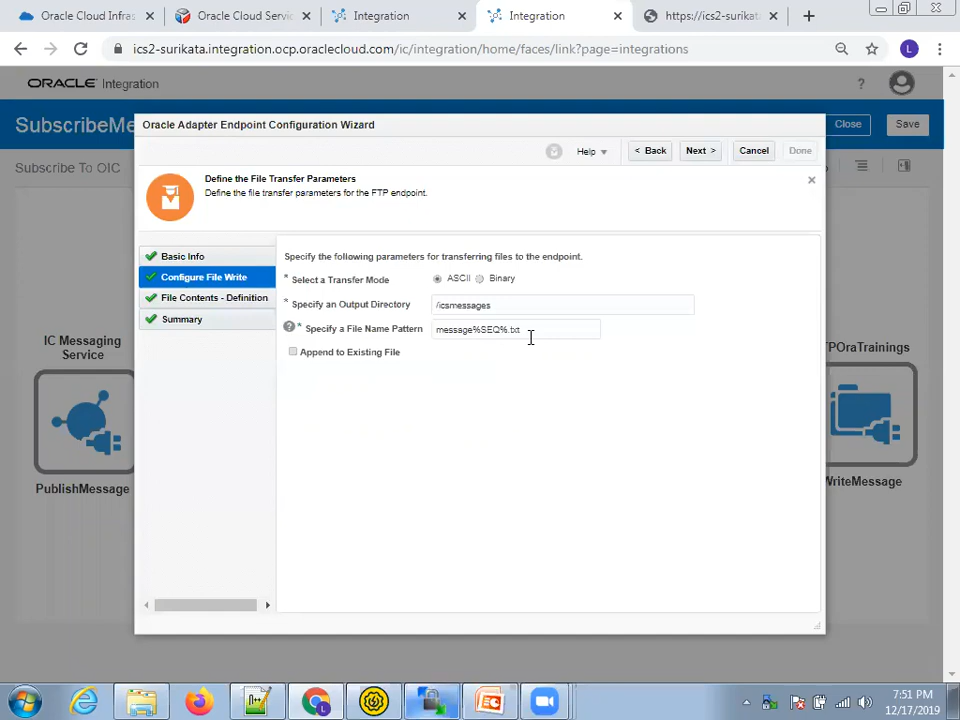 Oracle Cloud Infras
Oracle Cloud Servic
Integration
Integration
https://ics2-surikat
ics2-surikata.integration.ocp.oraclecloud.com/ic/integration/home/faces/link?page=integrations
L
ORACLE Integration
?
SubscribeMe
Close
Save
Subscribe To OIC
Oracle Adapter Endpoint Configuration Wizard
Help
< Back
Next >
Cancel
Done
Define the File Transfer Parameters
Define the file transfer parameters for the FTP endpoint.
Basic Info
Configure File Write
File Contents - Definition
Summary
Specify the following parameters for transferring files to the endpoint.
* Select a Transfer Mode
ASCII
Binary
* Specify an Output Directory
/icsmessages
? * Specify a File Name Pattern
message%SEQ%.txt
Append to Existing File
IC Messaging
Service
PublishMessage
TPOraTrainings
WriteMessage
7:51 PM
12/17/2019